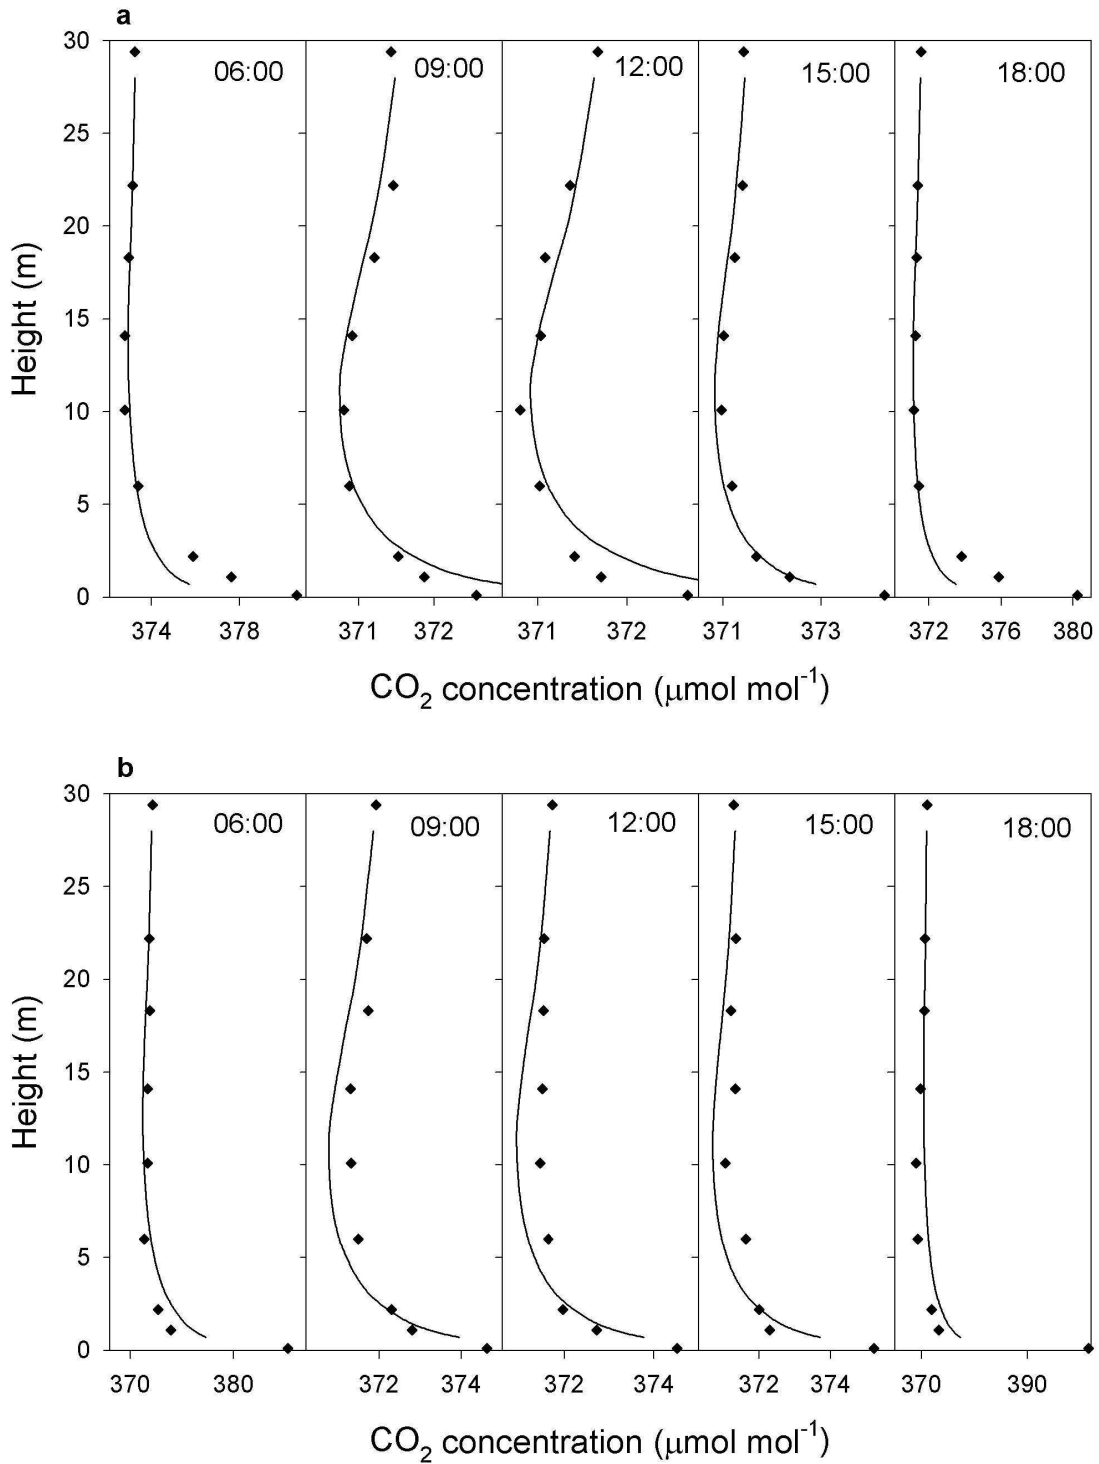 a
30
25
20
15
10
5
0
Height (m)
06:00 09:00 12:00 15:00 18:00
374 378 371 372 371 372 371 373 372 376 380
CO₂ concentration (μmol mol⁻¹)
b
30
25
20
15
10
5
0
Height (m)
06:00 09:00 12:00 15:00 18:00
370 380 372 374 372 374 372 374 370 390
CO₂ concentration (μmol mol⁻¹)